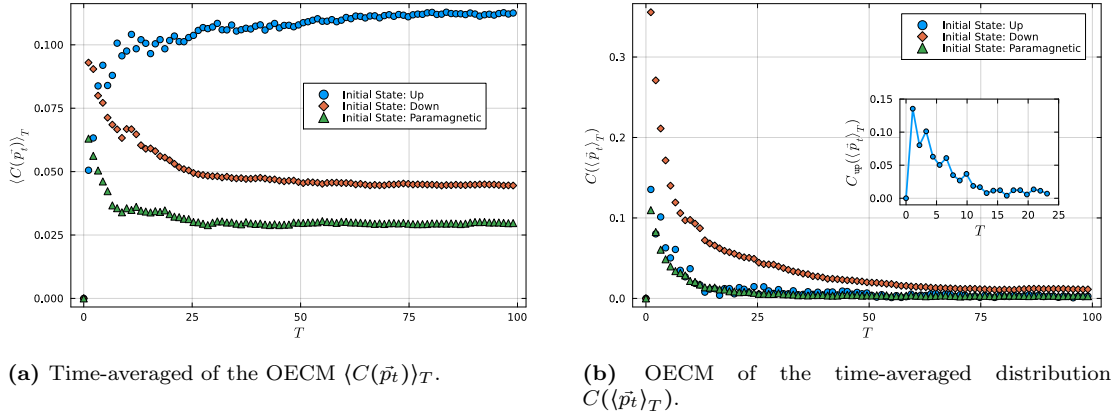 0.100
0.075
0.050
0.025
0.000
⟨C(p⃗_t)⟩_T
Initial State: Up
Initial State: Down
Initial State: Paramagnetic
0
25
50
75
100
T
(a) Time-averaged of the OECM ⟨C(p⃗_t)⟩_T.
0.3
0.2
0.1
0.0
C(⟨p⃗_t⟩_T)
Initial State: Up
Initial State: Down
Initial State: Paramagnetic
0.15
0.10
0.05
0.00
C_up(⟨p⃗_t⟩_T)
0
5
10
15
20
25
T
0
25
50
75
100
T
(b) OECM of the time-averaged distribution
C(⟨p⃗_t⟩_T).